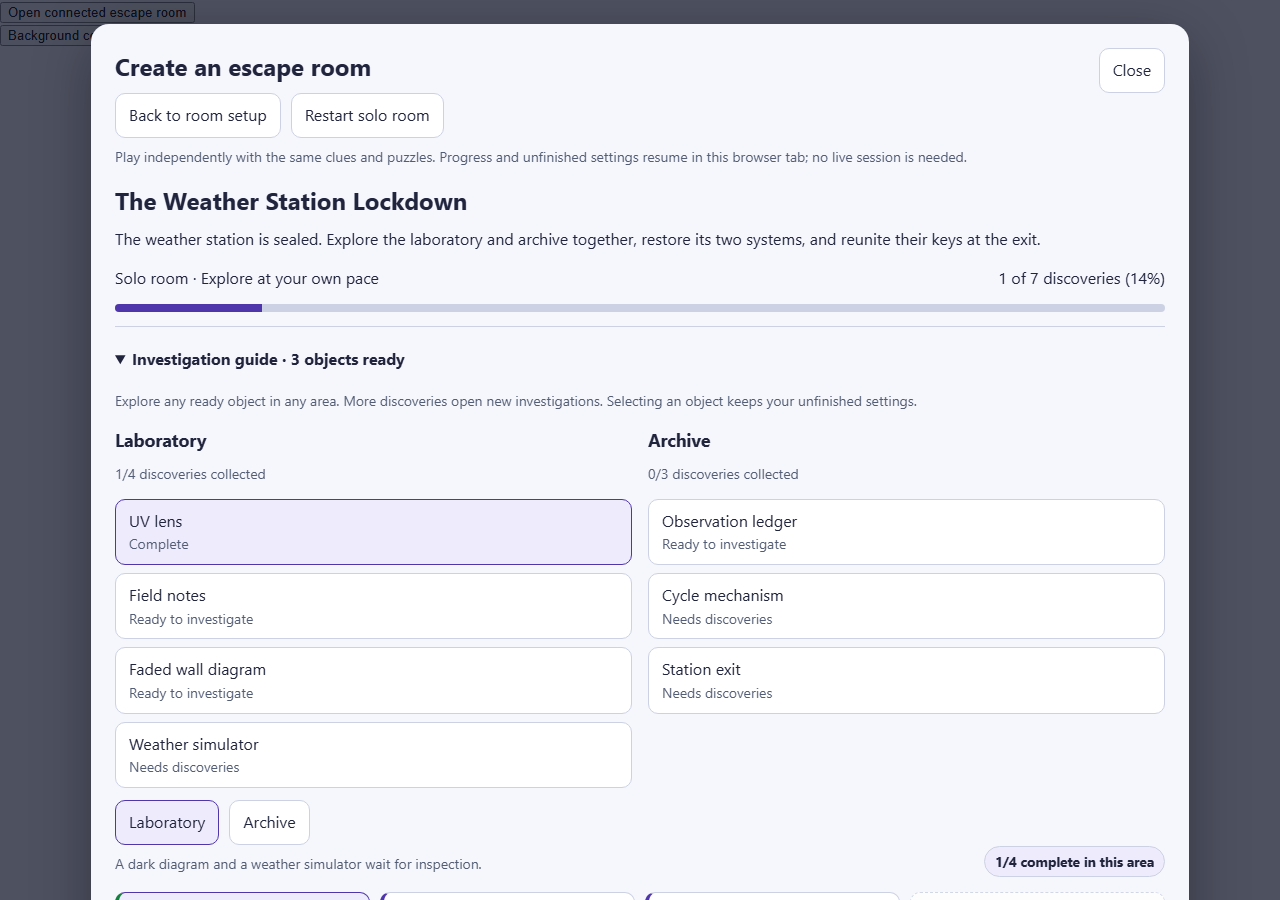 Open connected escape room
Background
Create an escape room
Close
Back to room setup
Restart solo room
Play independently with the same clues and puzzles. Progress and unfinished settings resume in this browser tab; no live session is needed.
The Weather Station Lockdown
The weather station is sealed. Explore the laboratory and archive together, restore its two systems, and reunite their keys at the exit.
Solo room · Explore at your own pace
1 of 7 discoveries (14%)
▼ Investigation guide · 3 objects ready
Explore any ready object in any area. More discoveries open new investigations. Selecting an object keeps your unfinished settings.
Laboratory
1/4 discoveries collected
UV lens
Complete
Field notes
Ready to investigate
Faded wall diagram
Ready to investigate
Weather simulator
Needs discoveries
Archive
0/3 discoveries collected
Observation ledger
Ready to investigate
Cycle mechanism
Needs discoveries
Station exit
Needs discoveries
Laboratory
Archive
A dark diagram and a weather simulator wait for inspection.
1/4 complete in this area